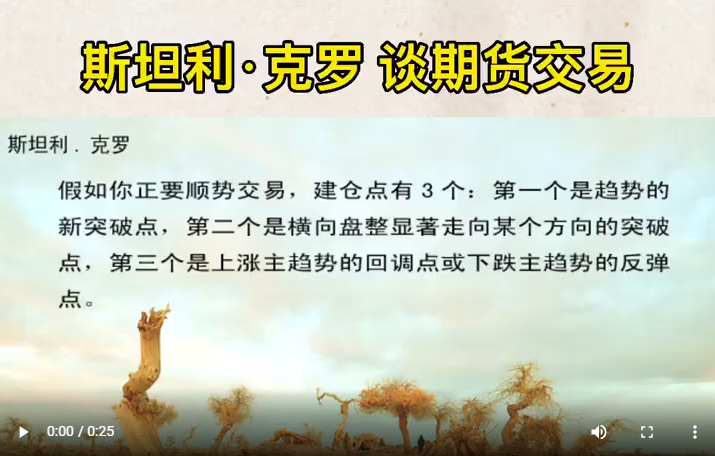 斯坦利·克罗 谈期货交易
斯坦利．克罗
假如你正要顺势交易，建仓点有 3 个：第一个是趋势的
新突破点，第二个是横向盘整显著走向某个方向的突破
点，第三个是上涨主趋势的回调点或下跌主趋势的反弹
点。
0:00 / 0:25